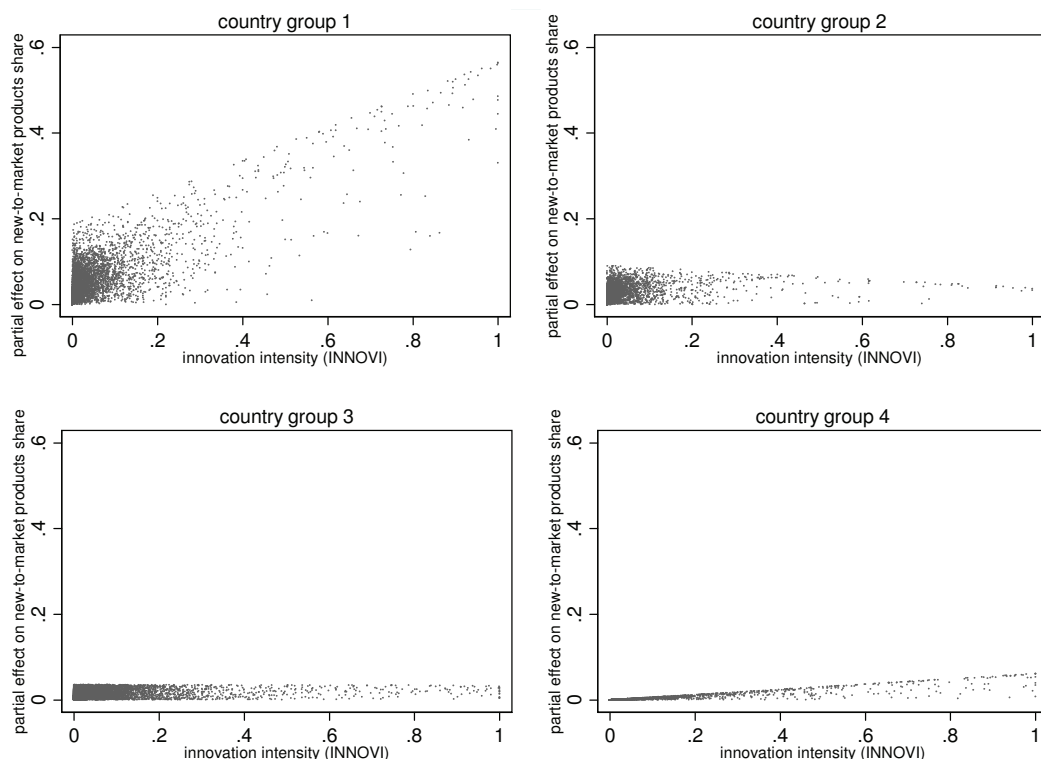 country group 1
partial effect on new-to-market products share
.6
.4
.2
0
0 .2 .4 .6 .8 1
innovation intensity (INNOVI)
country group 2
partial effect on new-to-market products share
.6
.4
.2
0
0 .2 .4 .6 .8 1
innovation intensity (INNOVI)
country group 3
partial effect on new-to-market products share
.6
.4
.2
0
0 .2 .4 .6 .8 1
innovation intensity (INNOVI)
country group 4
partial effect on new-to-market products share
.6
.4
.2
0
0 .2 .4 .6 .8 1
innovation intensity (INNOVI)